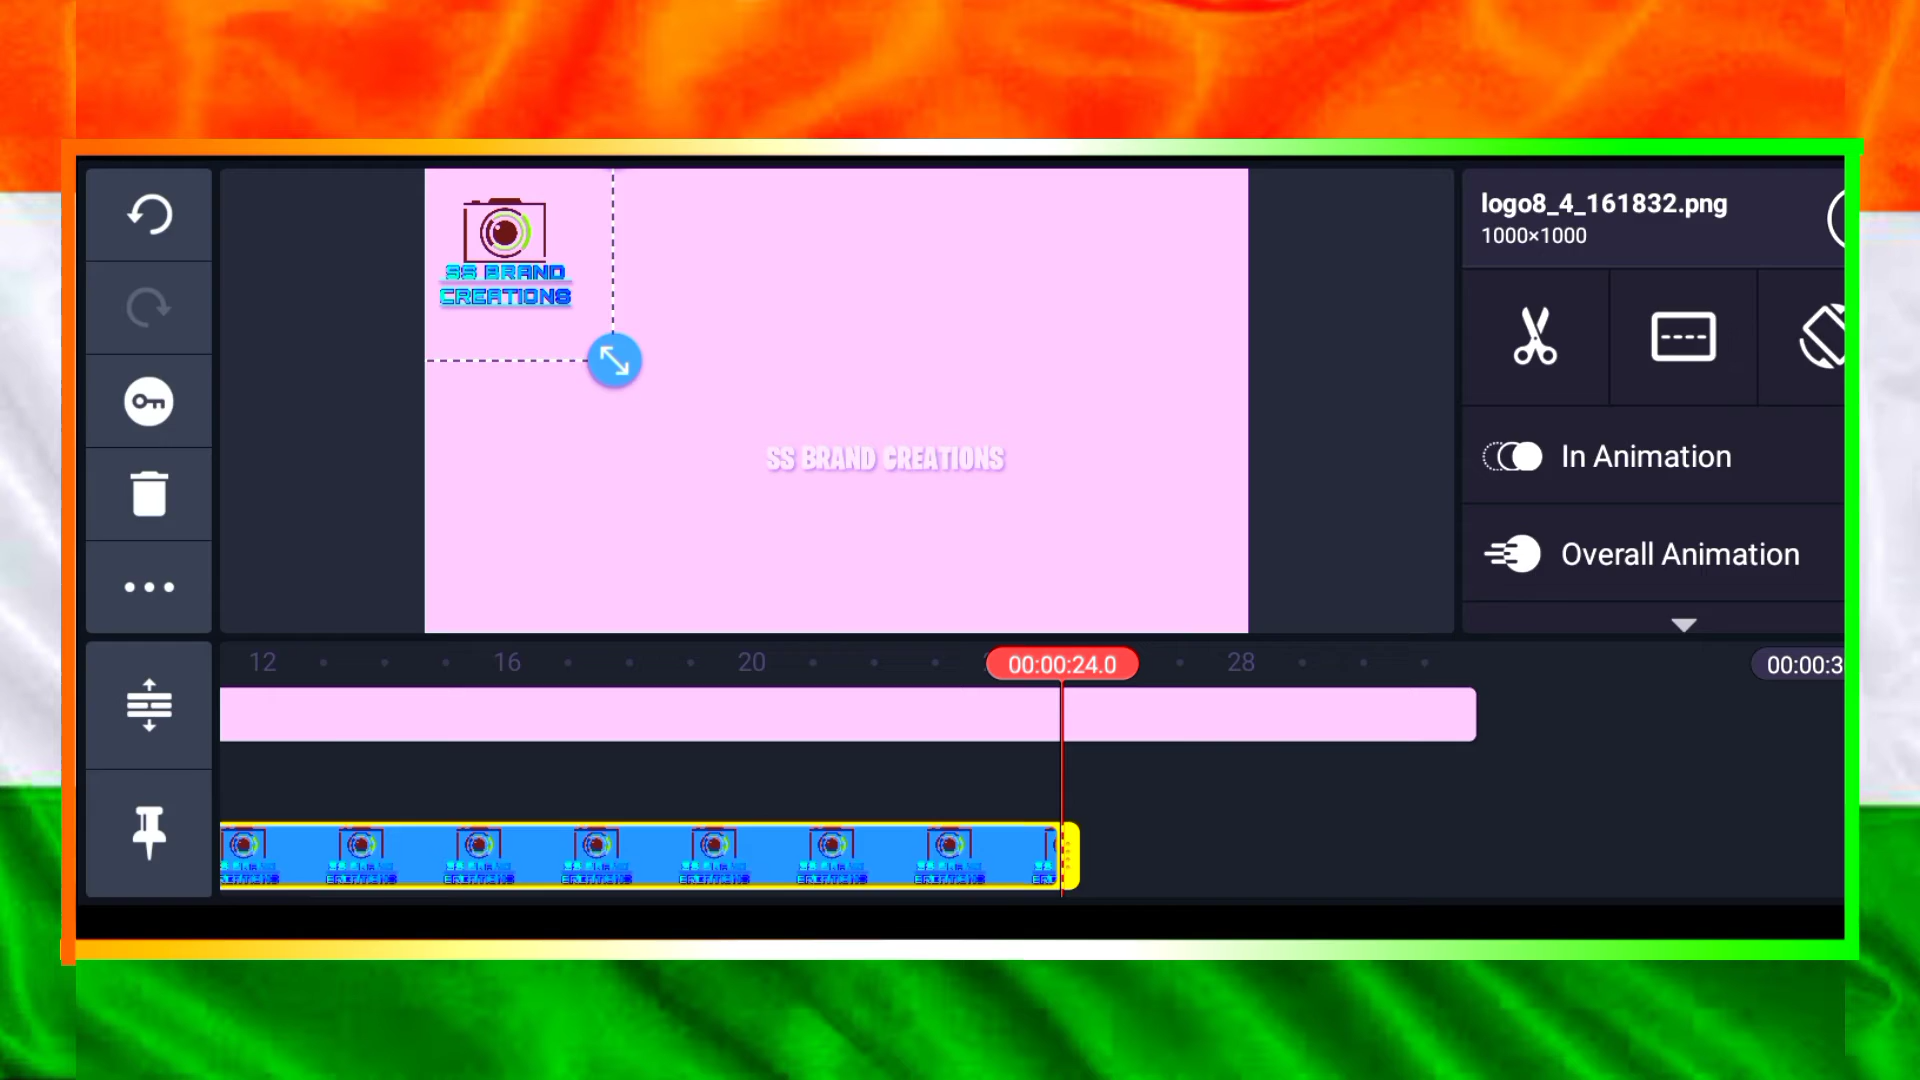 SS BRAND
CREATIONS
SS BRAND CREATIONS
logo8_4_161832.png
1000×1000
In Animation
Overall Animation
12
16
20
00:00:24.0
28
00:00:3